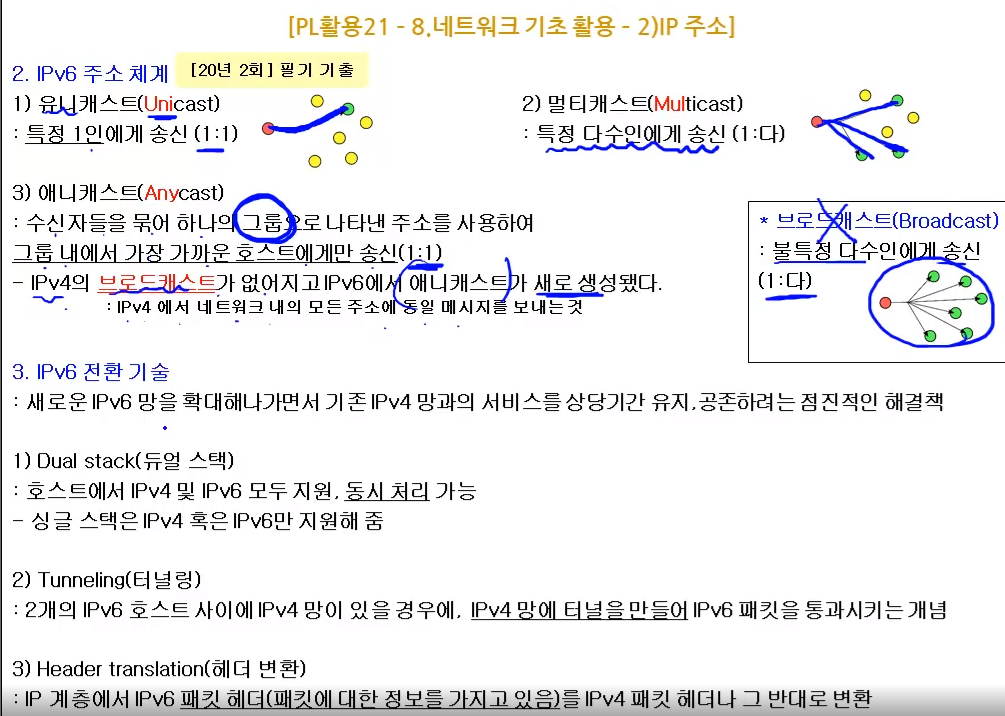 [PL활용21 - 8.네트워크 기초 활용 - 2)IP 주소]
2. IPv6 주소 체계 [20년 2회] 필기 기출
1) 유니캐스트(Unicast)
: 특정 1인에게 송신 (1:1)
2) 멀티캐스트(Multicast)
: 특정 다수인에게 송신 (1:다)
3) 애니캐스트(Anycast)
: 수신자들을 묶어 하나의 그룹으로 나타낸 주소를 사용하여
그룹 내에서 가장 가까운 호스트에게만 송신(1:1)
- IPv4의 브로드캐스트가 없어지고 IPv6에서 애니캐스트가 새로 생성됐다.
: IPv4 에서 네트워크 내의 모든 주소에 동일 메시지를 보내는 것
* 브로드캐스트(Broadcast)
: 불특정 다수인에게 송신
(1:다)
3. IPv6 전환 기술
: 새로운 IPv6 망을 확대해나가면서 기존 IPv4 망과의 서비스를 상당기간 유지,공존하려는 점진적인 해결책
1) Dual stack(듀얼 스택)
: 호스트에서 IPv4 및 IPv6 모두 지원, 동시 처리 가능
- 싱글 스택은 IPv4 혹은 IPv6만 지원해 줌
2) Tunneling(터널링)
: 2개의 IPv6 호스트 사이에 IPv4 망이 있을 경우에, IPv4 망에 터널을 만들어 IPv6 패킷을 통과시키는 개념
3) Header translation(헤더 변환)
: IP 계층에서 IPv6 패킷 헤더(패킷에 대한 정보를 가지고 있음)를 IPv4 패킷 헤더나 그 반대로 변환